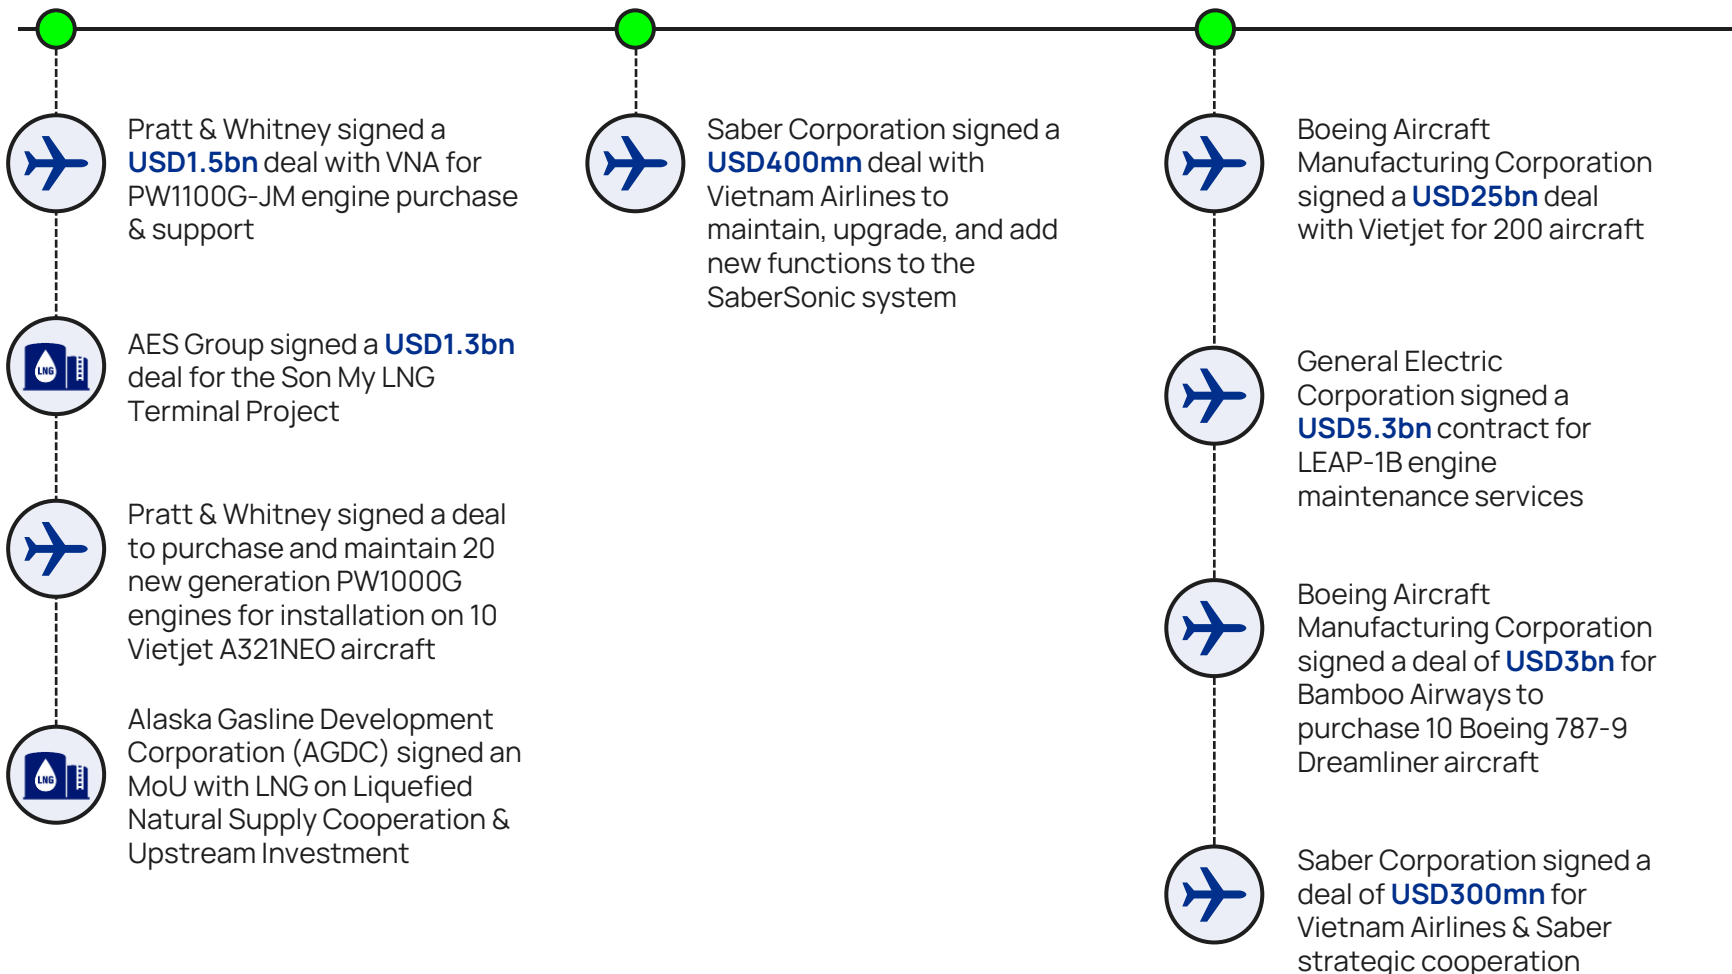 Pratt & Whitney signed a
USD1.5bn deal with VNA for
PW1100G-JM engine purchase
& support
LNG
AES Group signed a USD1.3bn
deal for the Son My LNG
Terminal Project
Pratt & Whitney signed a deal
to purchase and maintain 20
new generation PW1000G
engines for installation on 10
Vietjet A321NEO aircraft
LNG
Alaska Gasline Development
Corporation (AGDC) signed an
MoU with LNG on Liquefied
Natural Supply Cooperation &
Upstream Investment
Saber Corporation signed a
USD400mn deal with
Vietnam Airlines to
maintain, upgrade, and add
new functions to the
SaberSonic system
Boeing Aircraft
Manufacturing Corporation
signed a USD25bn deal
with Vietjet for 200 aircraft
General Electric
Corporation signed a
USD5.3bn contract for
LEAP-1B engine
maintenance services
Boeing Aircraft
Manufacturing Corporation
signed a deal of USD3bn for
Bamboo Airways to
purchase 10 Boeing 787-9
Dreamliner aircraft
Saber Corporation signed a
deal of USD300mn for
Vietnam Airlines & Saber
strategic cooperation